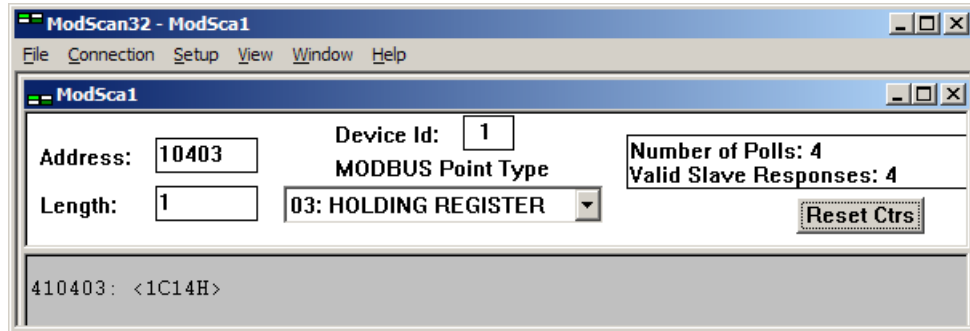 ModScan32 - ModSca1
File Connection Setup View Window Help
ModSca1
Address: 10403
Device Id: 1
MODBUS Point Type
Length: 1
03: HOLDING REGISTER
Number of Polls: 4
Valid Slave Responses: 4
Reset Ctrs
410403: <1C14H>